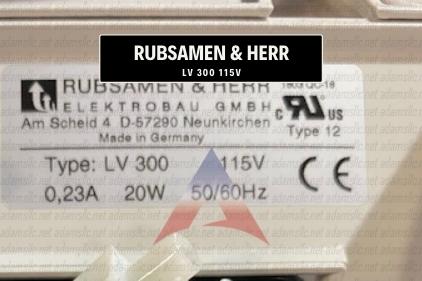 RUBSAMEN & HERR
LV 300 115V
RUBSAMEN & HERR
ELEKTROBAU GMBH
Am Scheid 4 D-57290 Neunkirchen
Made in Germany
C US
Type 12
Type: LV 300 115V
0,23A 20W 50/60Hz
CE